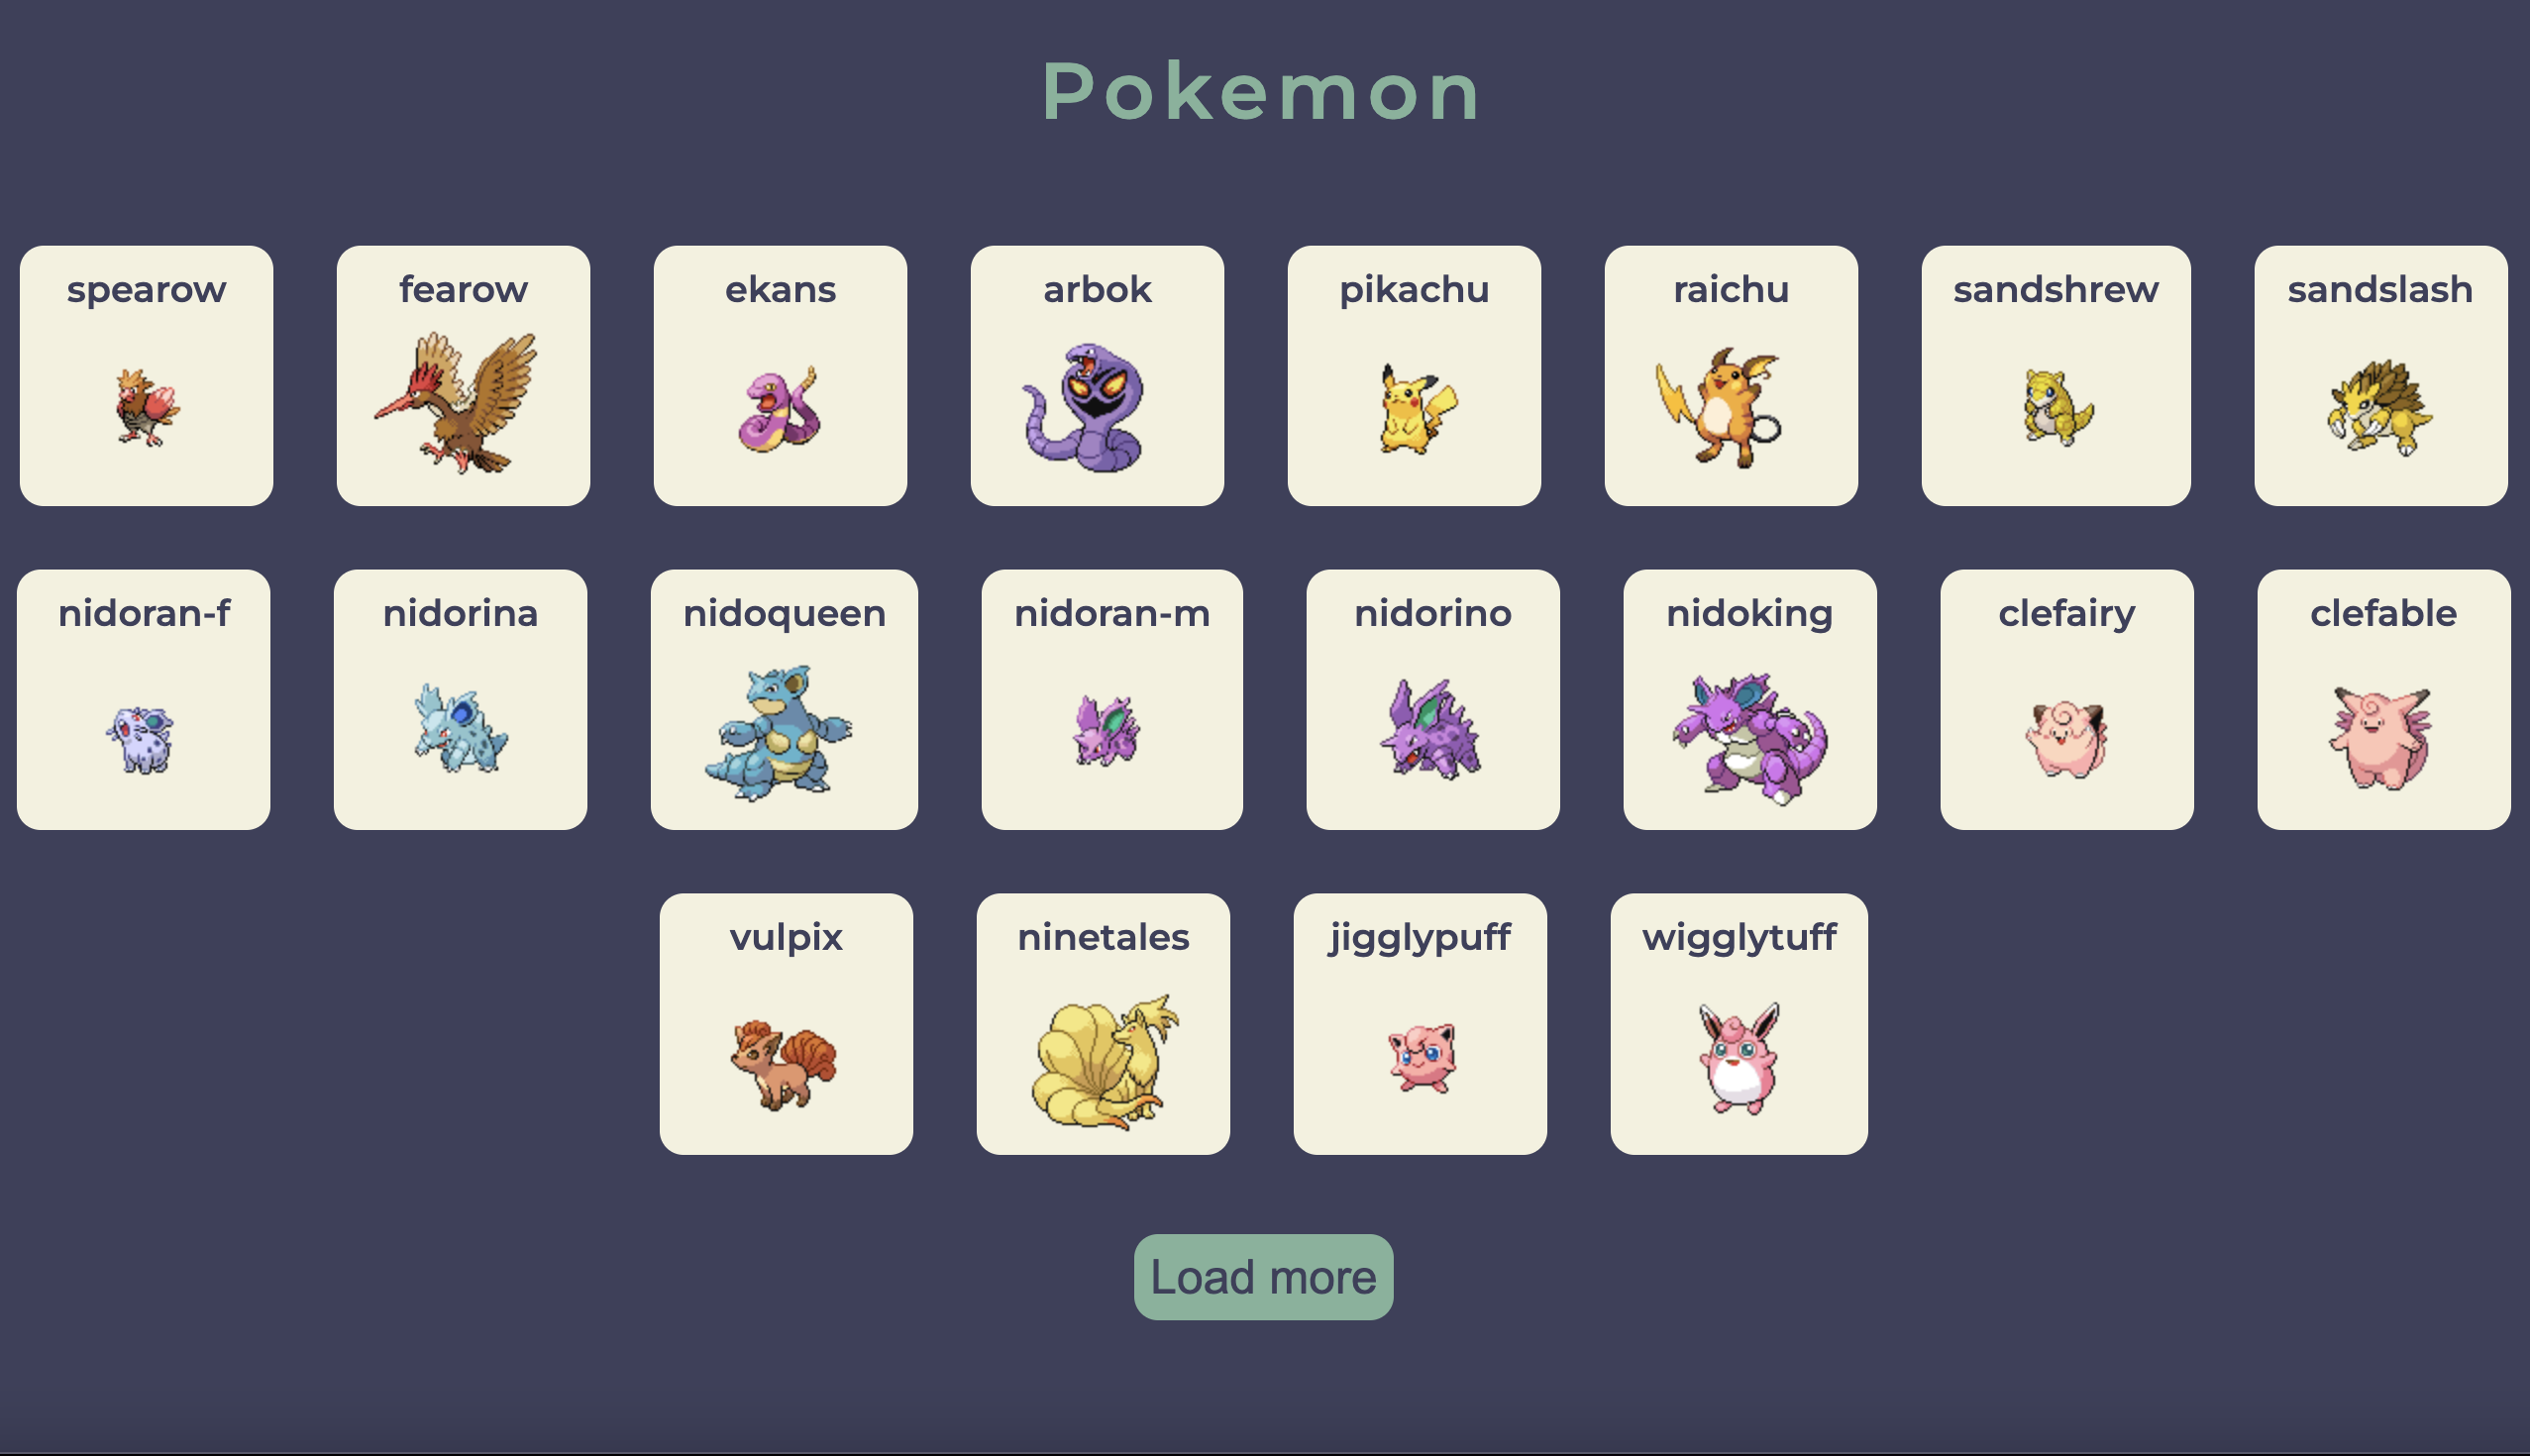 Pokemon
spearow fearow ekans arbok pikachu raichu sandshrew sandslash
nidoran-f nidorina nidoqueen nidoran-m nidorino nidoking clefairy clefable
vulpix ninetales jigglypuff wigglytuff
Load more